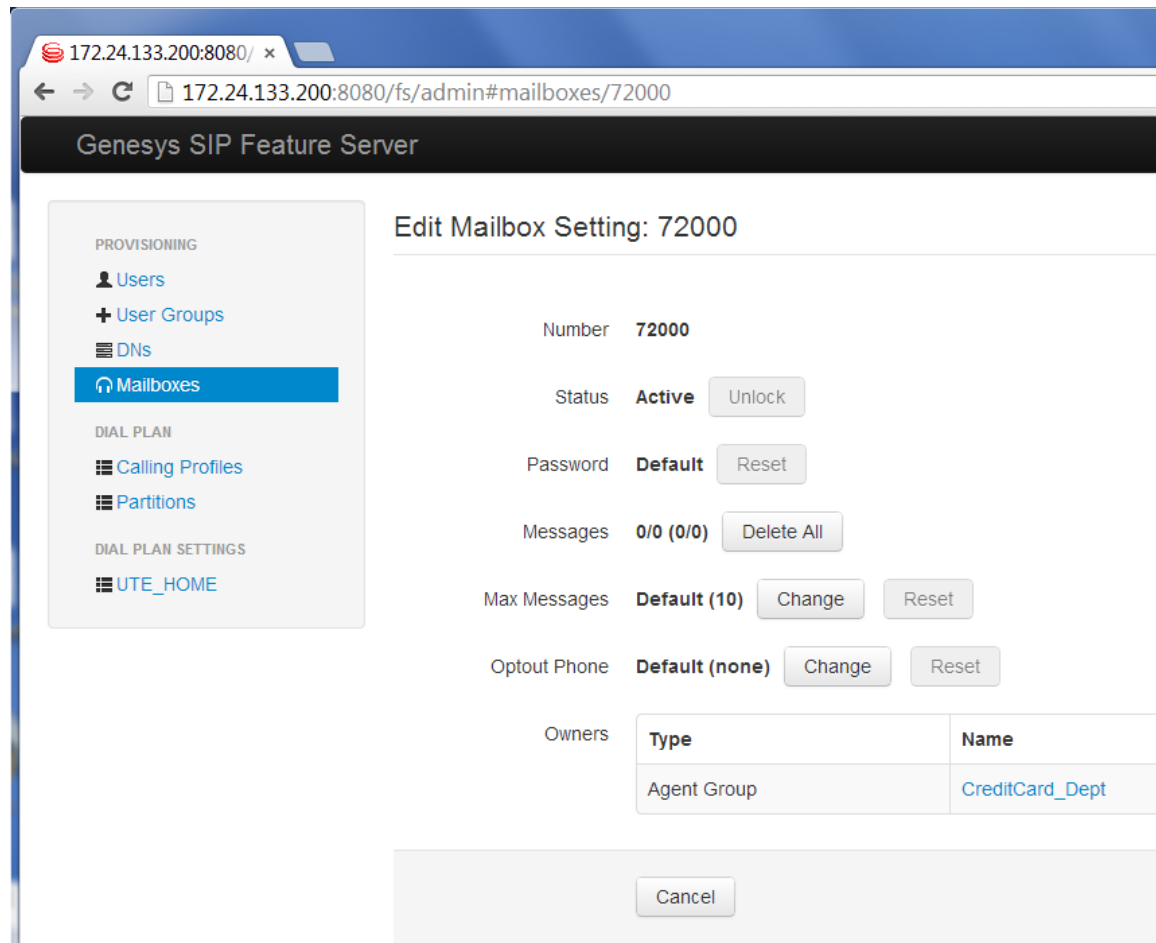 172.24.133.200:8080/ ×
172.24.133.200:8080/fs/admin#mailboxes/72000
Genesys SIP Feature Server
PROVISIONING
Users
User Groups
DNs
Mailboxes
DIAL PLAN
Calling Profiles
Partitions
DIAL PLAN SETTINGS
UTE_HOME
Edit Mailbox Setting: 72000
Number 72000
Status Active Unlock
Password Default Reset
Messages 0/0 (0/0) Delete All
Max Messages Default (10) Change Reset
Optout Phone Default (none) Change Reset
Owners Type Name
Agent Group CreditCard_Dept
Cancel